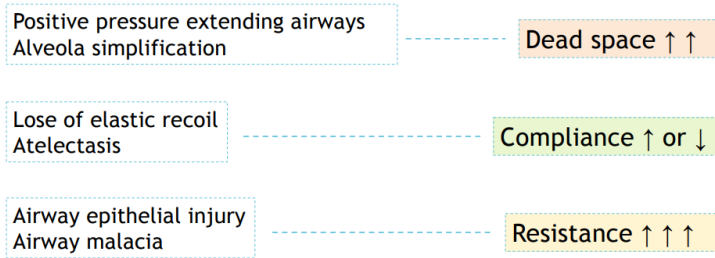 Positive pressure extending airways
Alveola simplification
Dead space ↑ ↑
Lose of elastic recoil
Atelectasis
Compliance ↑ or ↓
Airway epithelial injury
Airway malacia
Resistance ↑ ↑ ↑